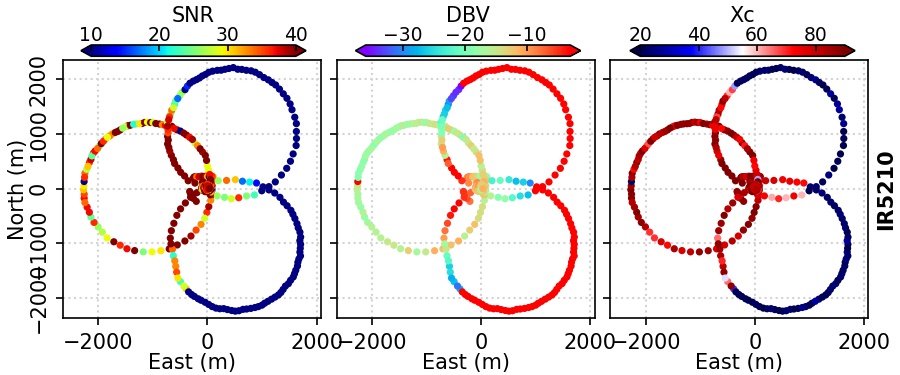 SNR DBV Xc
10 20 30 40 −30 −20 −10 20 40 60 80
2000
1000
0
−1000
−2000
North (m)
−2000 0 2000 −2000 0 2000 −2000 0 2000
East (m) East (m) East (m)
IR5210